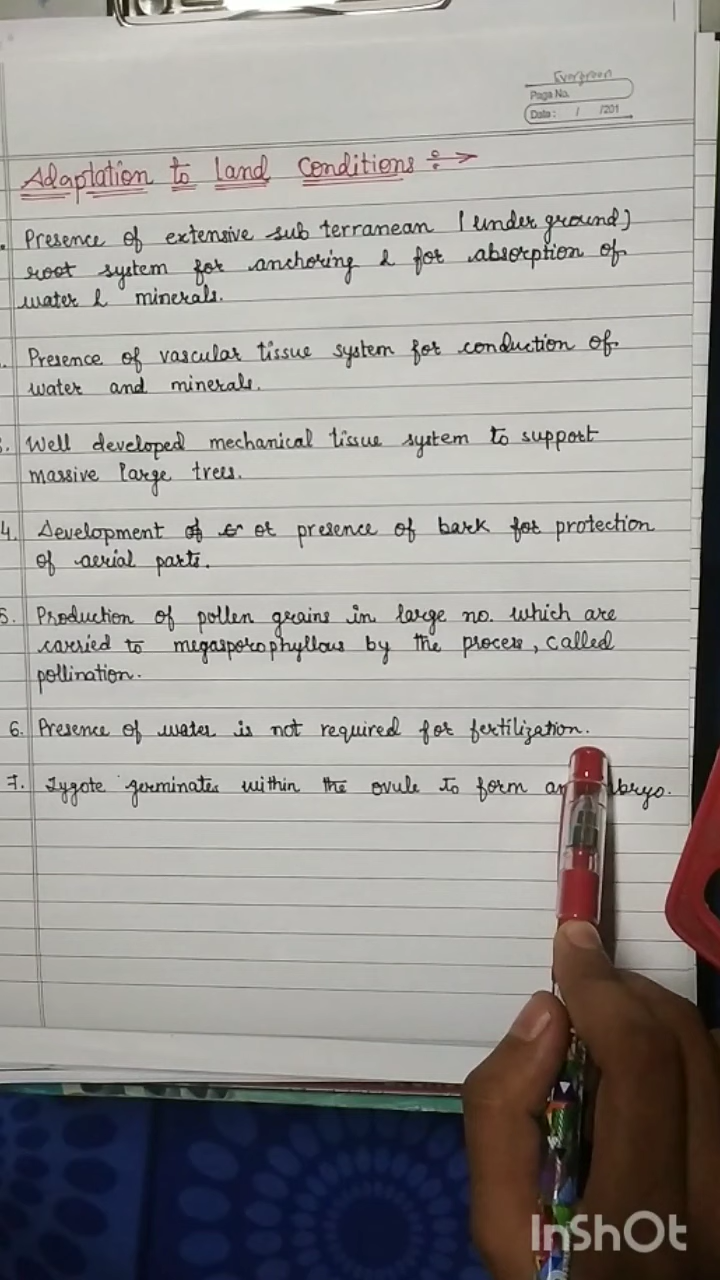 Evergreen
Page No.
Date : / /201
Adaptation to land Conditions ÷→
. Presence of extensive sub terranean (under ground)
root system for anchoring & for absorption of
water & minerals.
. Presence of vascular tissue system for conduction of
water and minerals.
3. Well developed mechanical tissue system to support
massive large trees.
4. Development of or presence of bark for protection
of aerial parts.
5. Production of pollen grains in large no. which are
carried to megasporophyllous by the process, called
pollination.
6. Presence of water is not required for fertilization.
7. Zygote germinates within the ovule to form an bryo.
InShOt